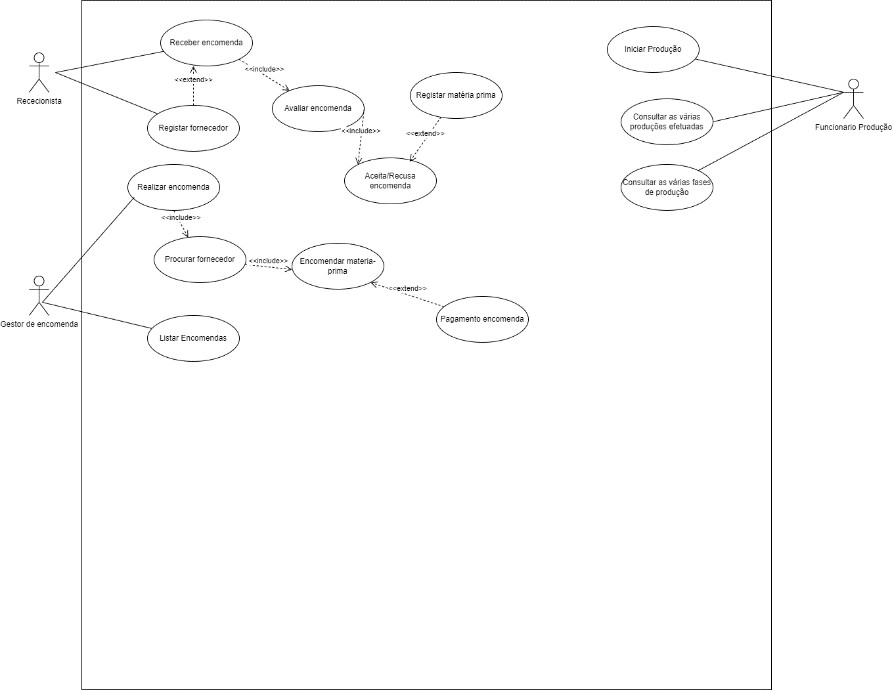 Receber encomenda
Iniciar Produção
<<include>>
<<extend>>
Rececionista
Avaliar encomenda
Registar matéria prima
Registar fornecedor
<<include>>
<<extend>>
Consultar as várias
produções efetuadas
Funcionario Produção
Aceita/Recusa
encomenda
Consultar as várias fases
de produção
Realizar encomenda
<<include>>
Procurar fornecedor
<<include>>
Encomendar materia-
prima
<<extend>>
Gestor de encomenda
Pagamento encomenda
Listar Encomendas